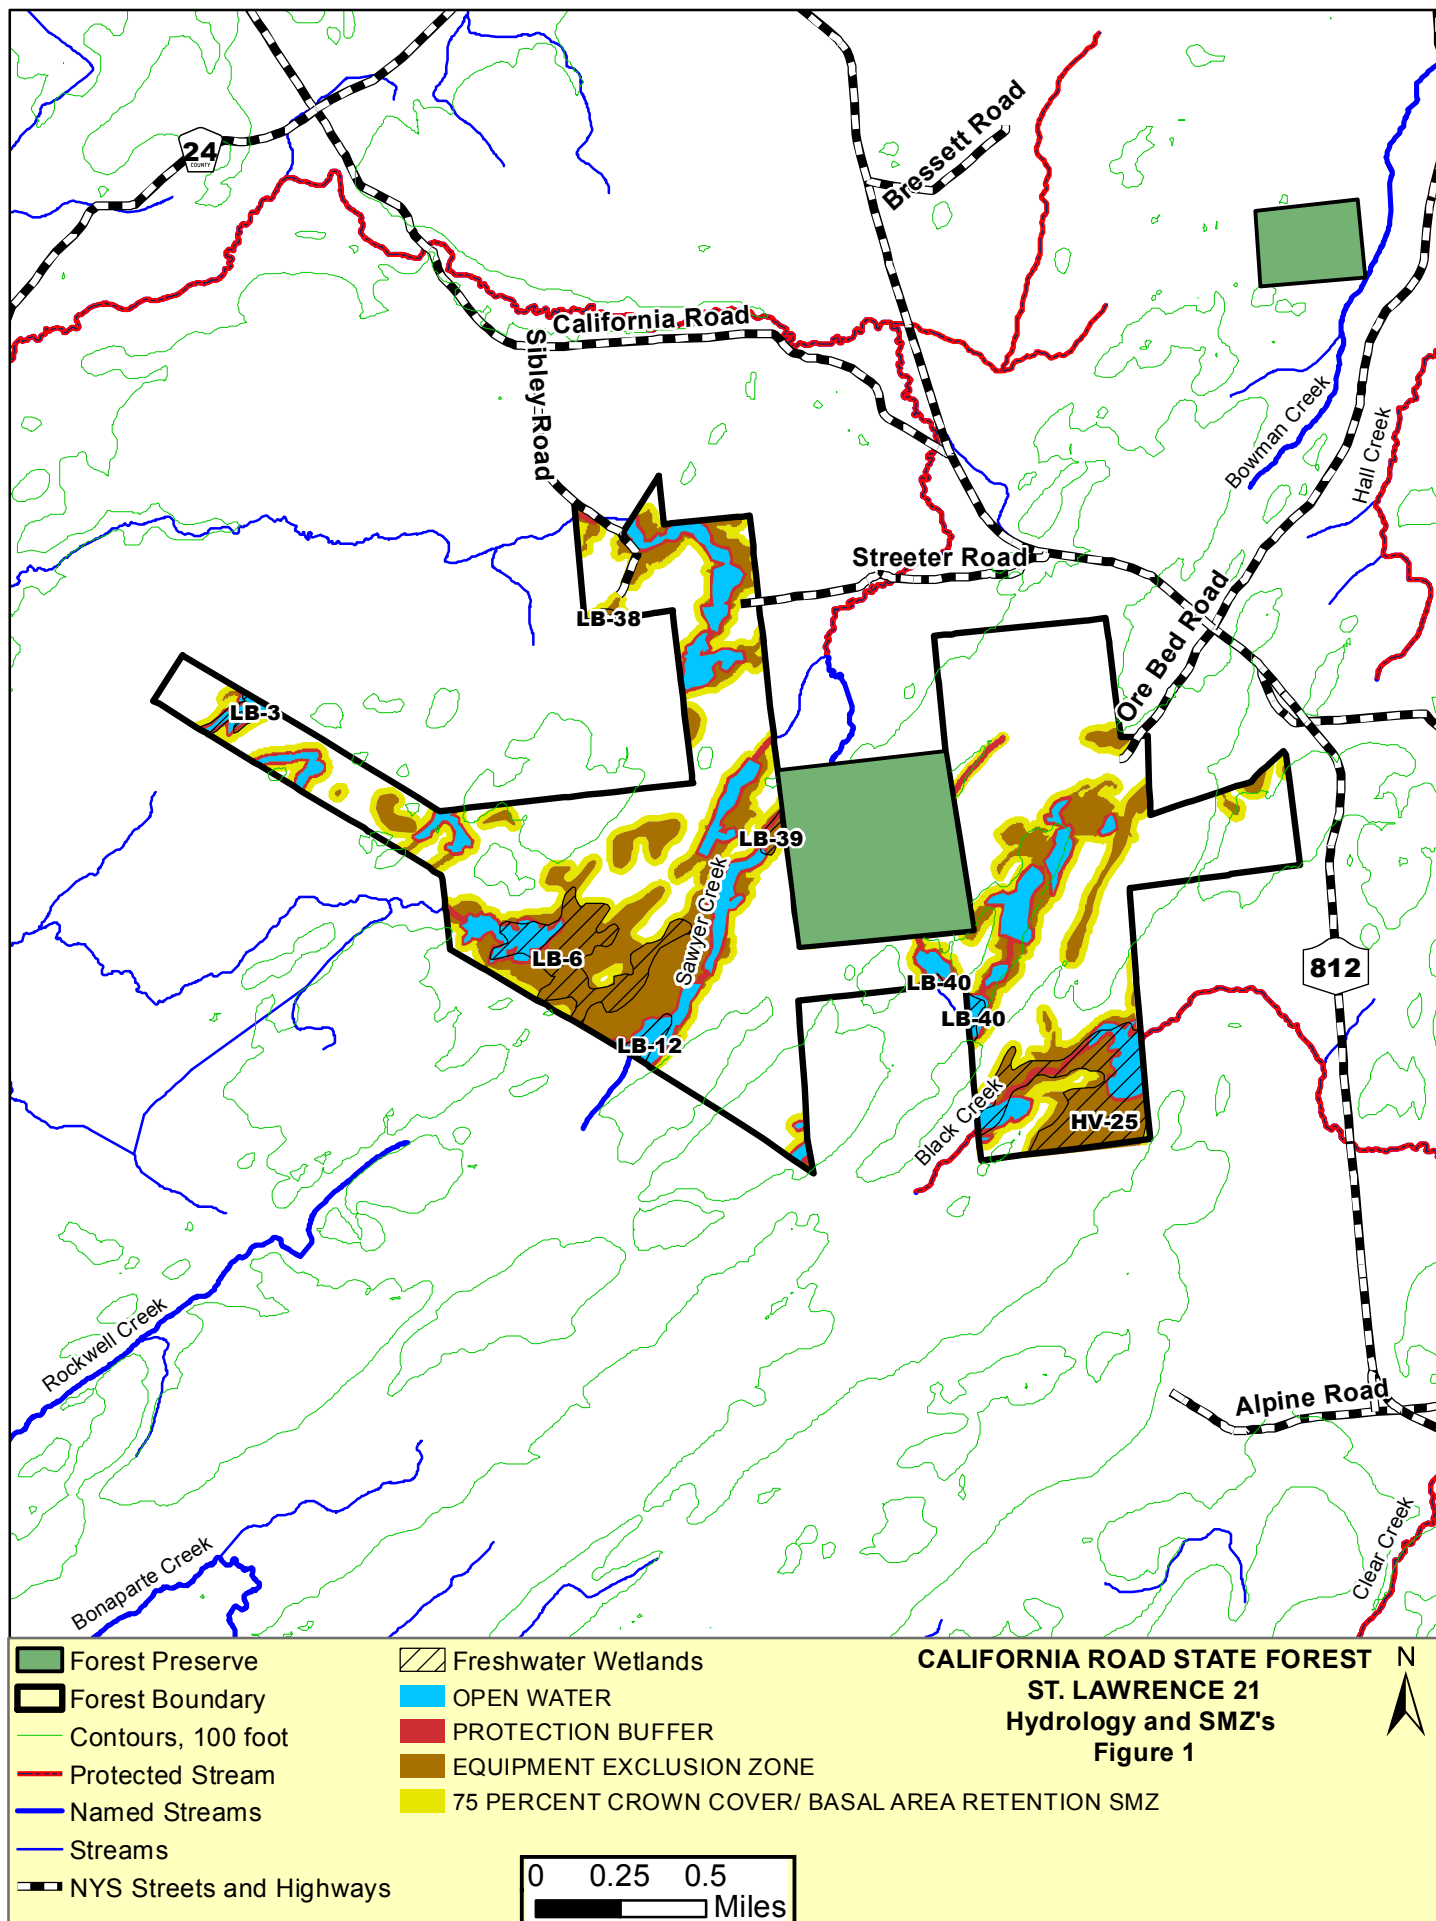 24
COUNTY
Bressett Road
California Road
Sibley Road
Bowman Creek
Hall Creek
Streeter Road
LB-38
Ore Bed Road
LB-3
LB-39
Sawyer Creek
LB-6
LB-40
LB-40
812
LB-12
Black Creek
HV-25
Rockwell Creek
Alpine Road
Clear Creek
Bonaparte Creek
Forest Preserve
Forest Boundary
Contours, 100 foot
Protected Stream
Named Streams
Streams
NYS Streets and Highways
Freshwater Wetlands
OPEN WATER
PROTECTION BUFFER
EQUIPMENT EXCLUSION ZONE
75 PERCENT CROWN COVER/ BASAL AREA RETENTION SMZ
CALIFORNIA ROAD STATE FOREST
ST. LAWRENCE 21
Hydrology and SMZ's
Figure 1
N
0 0.25 0.5
Miles